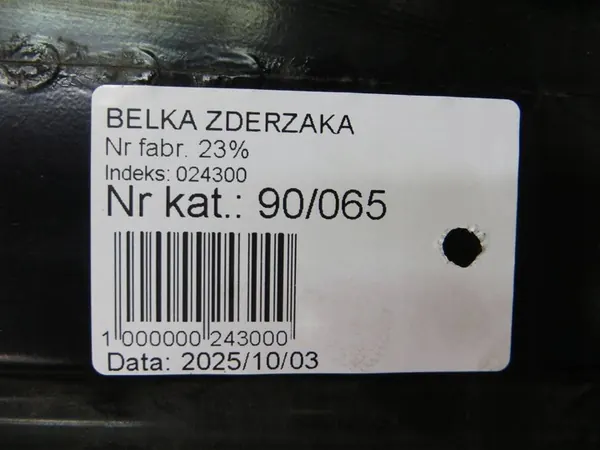 BELKA ZDERZAKA
Nr fabr. 23%
Indeks: 024300
Nr kat.: 90/065
1 000000 243000
Data: 2025/10/03